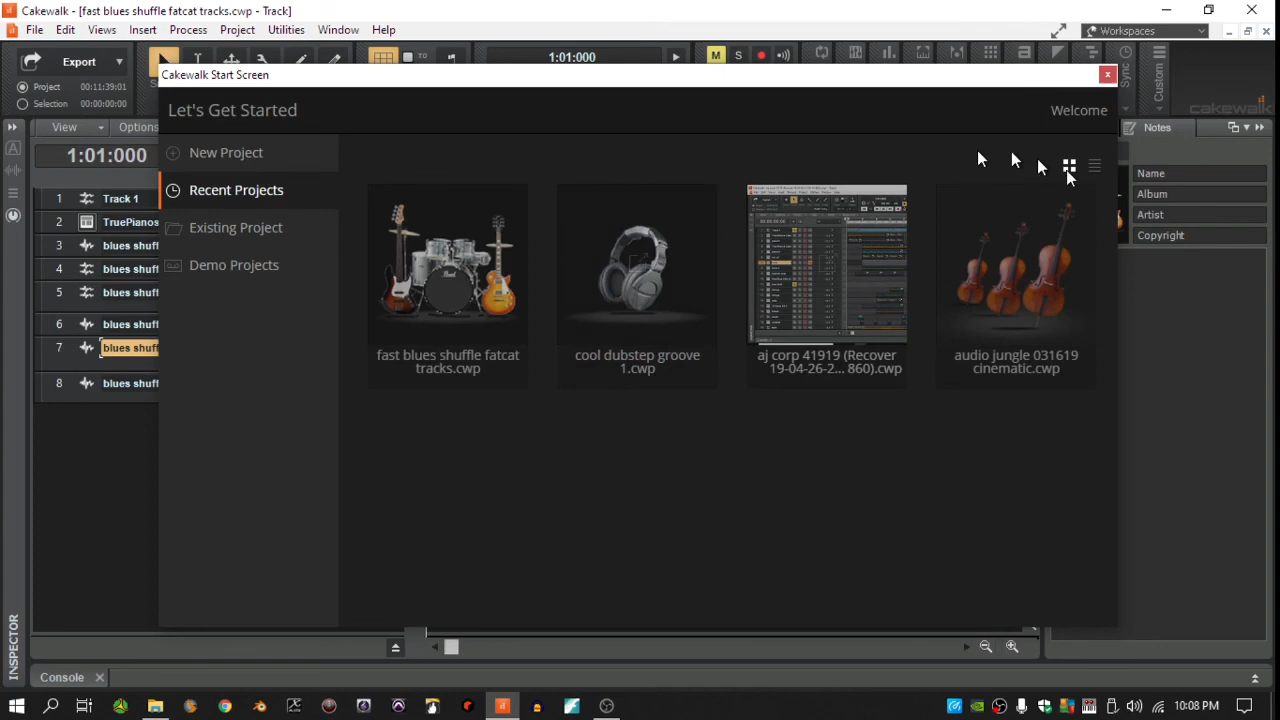 Cakewalk - [fast blues shuffle fatcat tracks.cwp - Track]
File Edit Views Insert Process Project Utilities Window Help
Workspaces
Export
Project 00:11:39:01
Selection 00:00:00:00
1:01:000
M S
Sync
Custom
cakewalk
Cakewalk Start Screen
Let's Get Started
Welcome
View Options
1:01:000
New Project
Recent Projects
Existing Project
Demo Projects
1 Track 1
2 TruePianos
3 blues shuff
4 blues shuff
5 blues shuff
6 blues shuff
7 blues shuff
8 blues shuff
fast blues shuffle fatcat
tracks.cwp
cool dubstep groove
1.cwp
aj corp 41919 (Recover
19-04-26-2... 860).cwp
audio jungle 031619
cinematic.cwp
Notes
Name
Album
Artist
Copyright
INSPECTOR
Console
10:08 PM